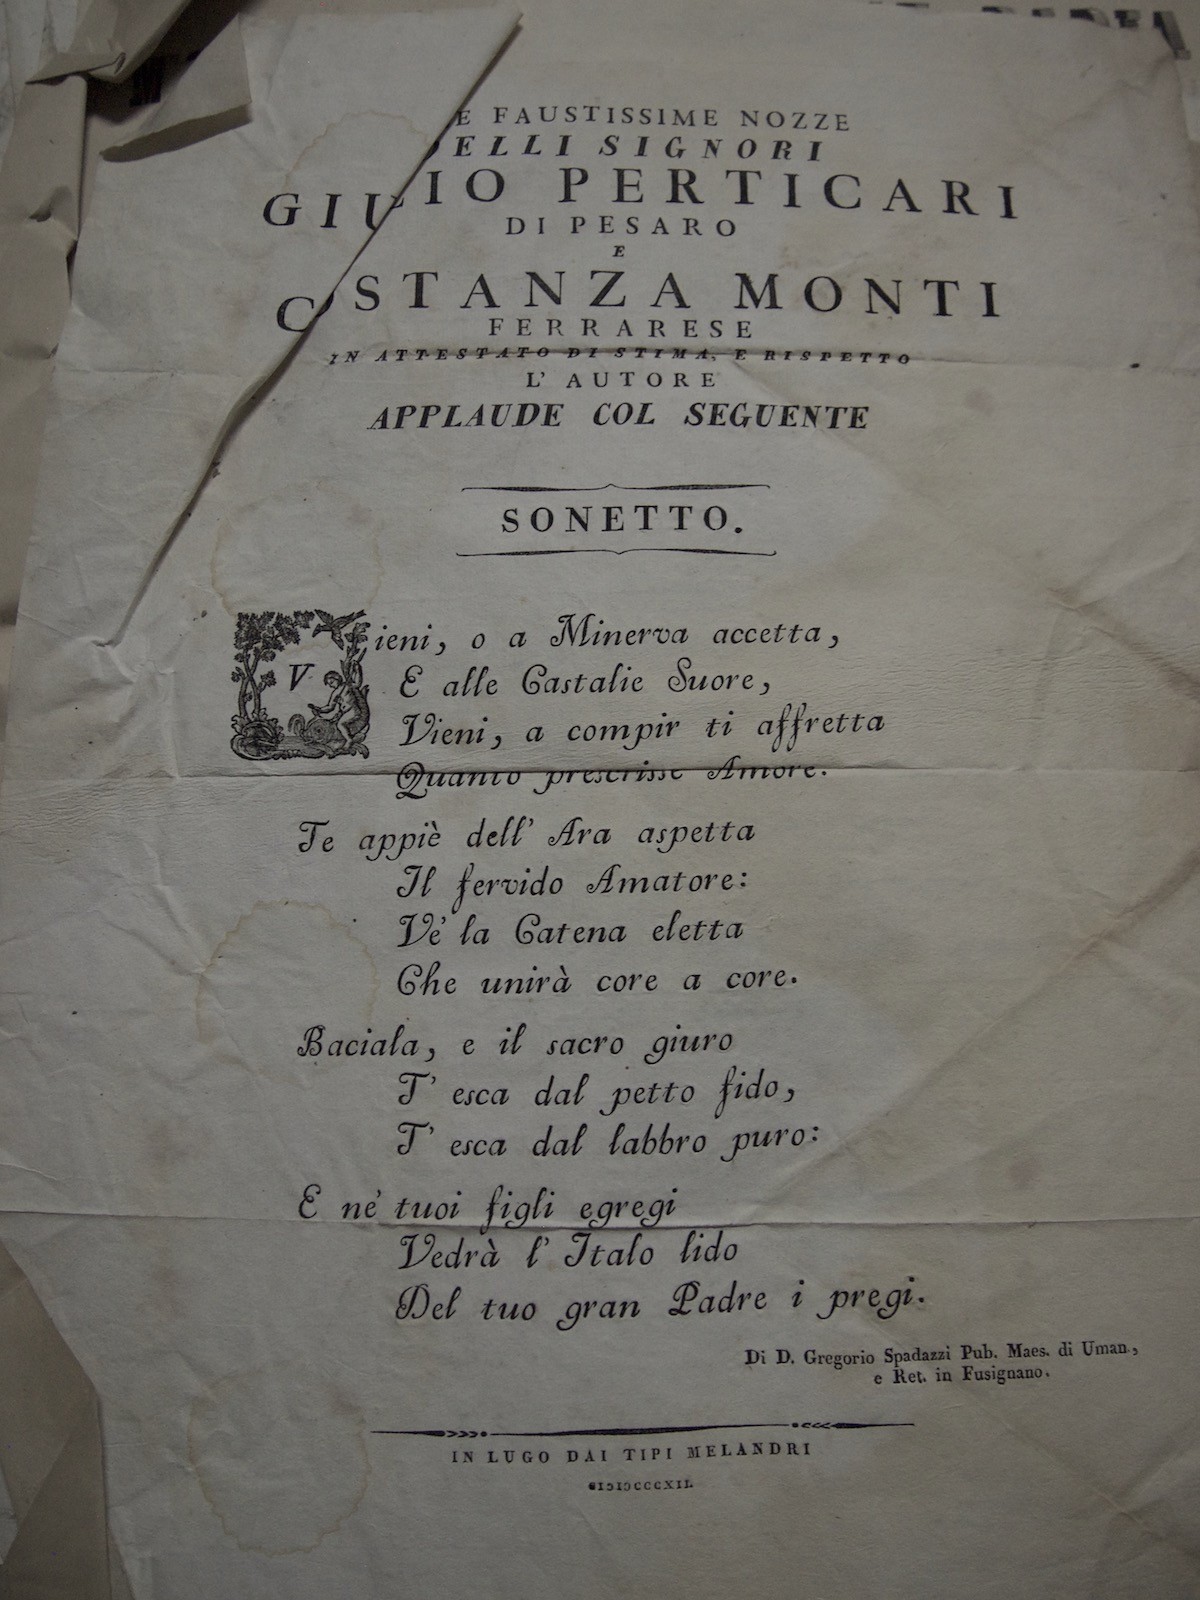 E FAUSTISSIME NOZZE
DELLI SIGNORI
GIULIO PERTICARI
DI PESARO
E
COSTANZA MONTI
FERRARESE
IN ATTESTATO DI STIMA, E RISPETTO
L' AUTORE
APPLAUDE COL SEGUENTE
SONETTO.
Vieni, o a Minerva accetta,
E alle Castalie Suore,
Vieni, a compir ti affretta
Quanto prescrisse Amore.
Te appiè dell' Ara aspetta
Il fervido Amatore:
Ve' la Catena eletta
Che unirà core a core.
Baciala, e il sacro giuro
T' esca dal petto fido,
T' esca dal labbro puro:
E ne' tuoi figli egregi
Vedrà l' Italo lido
Del tuo gran Padre i pregi.
Di D. Gregorio Spadazzi Pub. Maes. di Uman.,
e Ret. in Fusignano.
IN LUGO DAI TIPI MELANDRI
CIↃIↃCCCXII.